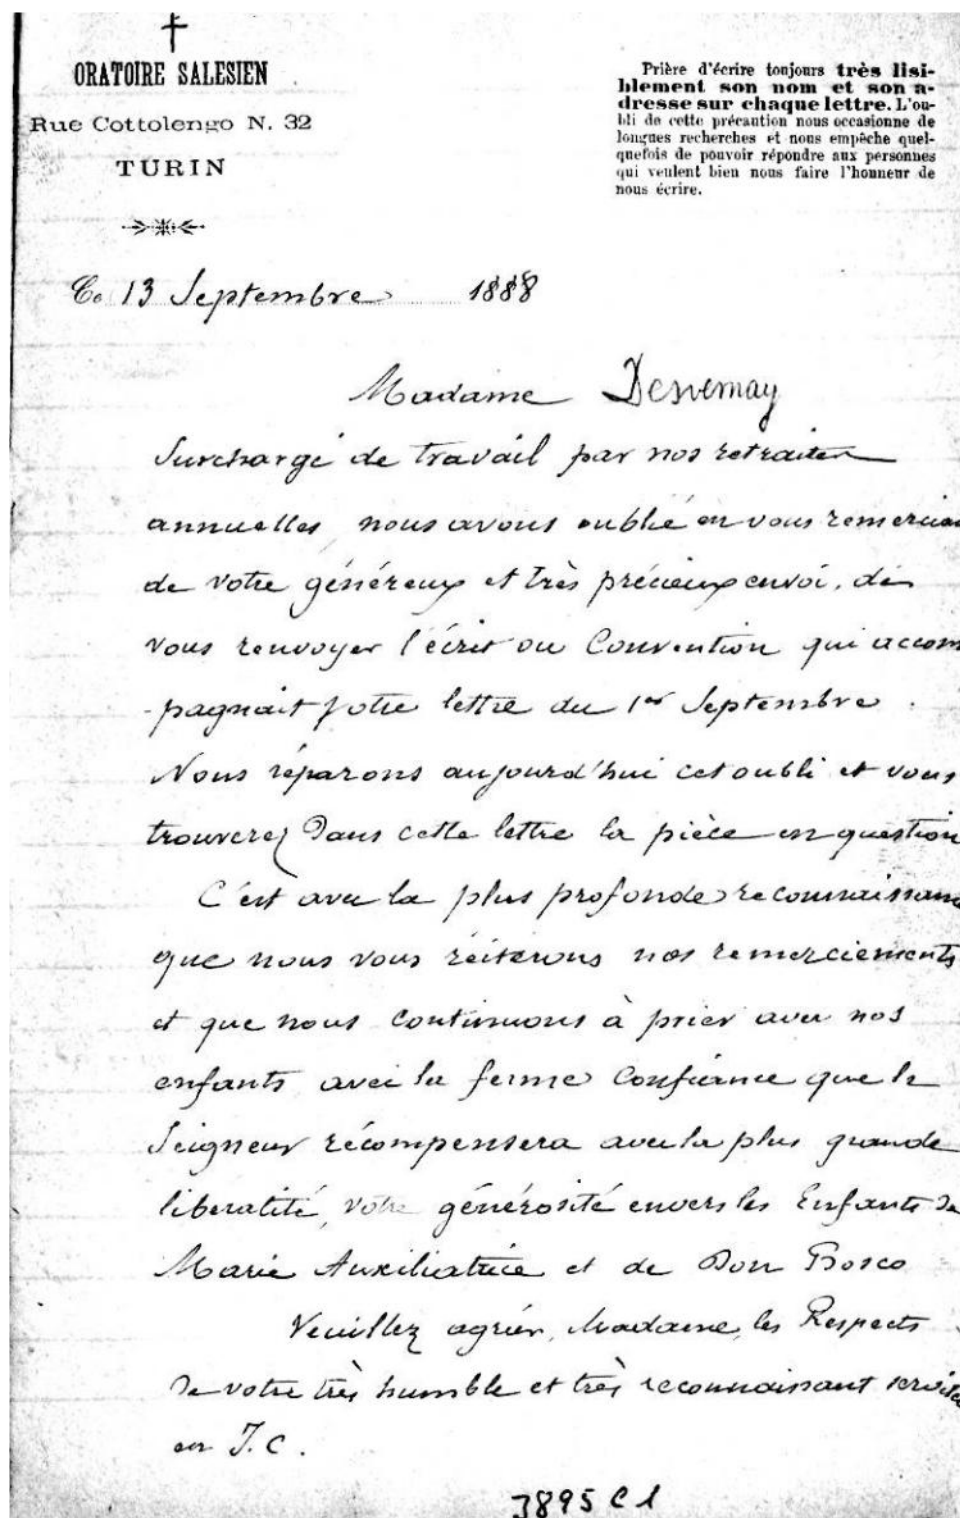 ORATOIRE SALESIEN
Rue Cottolengo N. 32
TURIN
Prière d'écrire toujours très lisi-
blement son nom et son a-
dresse sur chaque lettre. L'ou-
bli de cette précaution nous occasionne de
longues recherches et nous empêche quel-
quefois de pouvoir répondre aux personnes
qui veulent bien nous faire l'honneur de
nous écrire.
Ce 13 Septembre 1888
Madame Desvernay
Surchargé de travail par nos retraites
annuelles, nous avons oublié en vous remercian
de votre généreux et très précieux envoi, de
vous renvoyer l'écrit ou Convention qui accom
-pagnait votre lettre du 1er Septembre.
Nous réparons aujourd'hui cet oubli et vous
trouverez dans cette lettre la pièce en question
C'est avec la plus profonde reconnaissanc
que nous vous réiterons nos remerciements
et que nous continuons à prier avec nos
enfants avec la ferme Confiance que le
Seigneur récompensera avec la plus grande
liberalité, votre générosité envers les Enfants de
Marie Auxiliatrice et de Don Bosco
Veuillez agréer, Madame, les Respects
de votre très humble et très reconnaissant servite
en J.C.
3895 C1